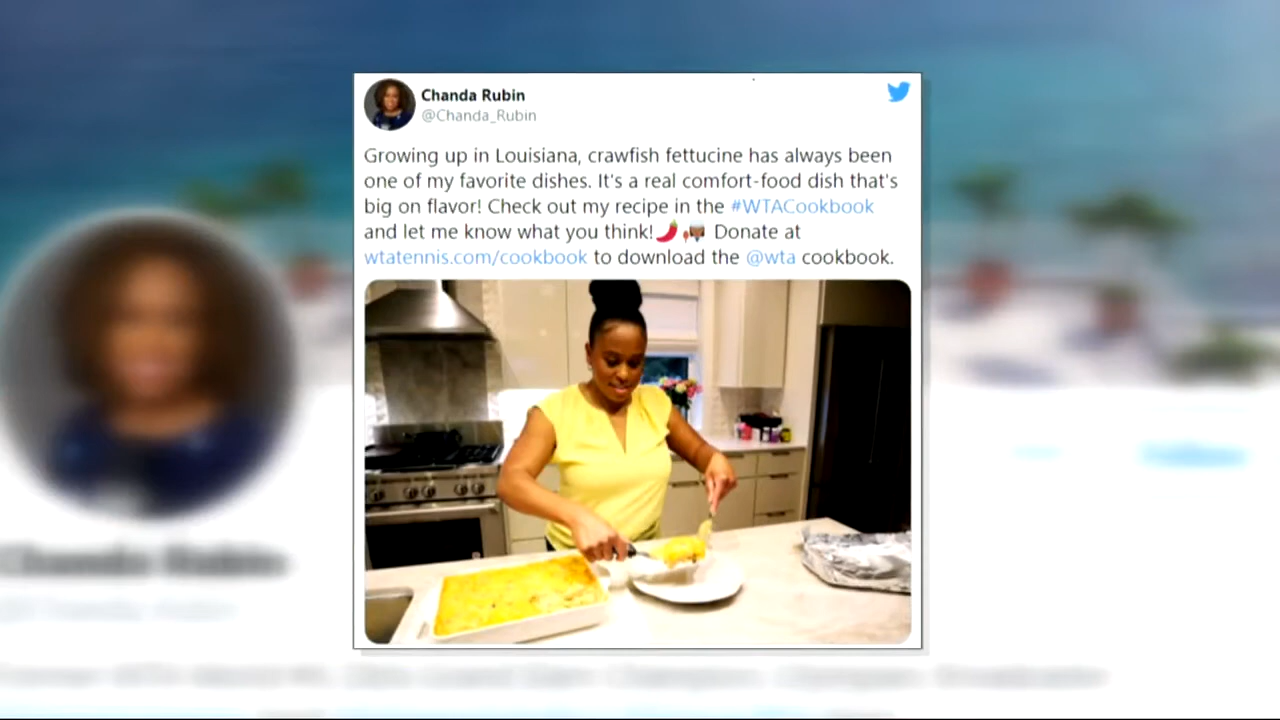 Chanda Rubin
@Chanda_Rubin
Growing up in Louisiana, crawfish fettucine has always been
one of my favorite dishes. It's a real comfort-food dish that's
big on flavor! Check out my recipe in the #WTACookbook
and let me know what you think!🌶️ Donate at
wtatennis.com/cookbook to download the @wta cookbook.
Chanda Rubin